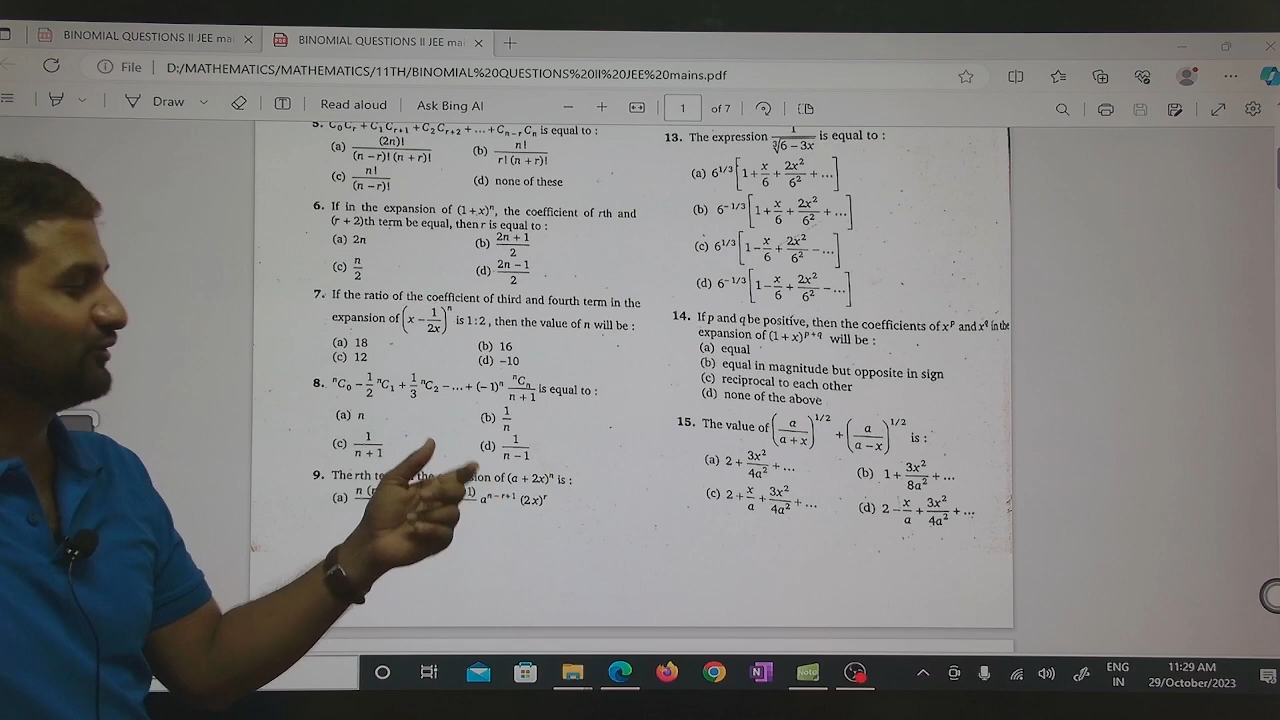 BINOMIAL QUESTIONS II JEE mai
BINOMIAL QUESTIONS II JEE mai
File D:/MATHEMATICS/MATHEMATICS/11TH/BINOMIAL%20QUESTIONS%20II%20JEE%20mains.pdf
Draw Read aloud Ask Bing AI 1 of 7
5. C₀Cᵣ + C₁Cᵣ₊₁ + C₂Cᵣ₊₂ + ... + Cₙ₋ᵣCₙ is equal to :
(a) (2n)! / (n − r)! (n + r)! (b) n! / r! (n + r)!
(c) n! / (n − r)! (d) none of these
6. If in the expansion of (1 + x)ⁿ, the coefficient of rth and
(r + 2)th term be equal, then r is equal to :
(a) 2n (b) (2n + 1)/2
(c) n/2 (d) (2n − 1)/2
7. If the ratio of the coefficient of third and fourth term in the
expansion of (x − 1/2x)ⁿ is 1 : 2, then the value of n will be :
(a) 18 (b) 16
(c) 12 (d) −10
8. ⁿC₀ − 1/2 ⁿC₁ + 1/3 ⁿC₂ − ... + (−1)ⁿ ⁿCₙ/(n + 1) is equal to :
(a) n (b) 1/n
(c) 1/(n + 1) (d) 1/(n − 1)
9. The rth of (a + 2x)ⁿ is :
(a) aⁿ⁻ʳ⁺¹ (2x)ʳ
13. The expression 1/∛(6 − 3x) is equal to :
(a) 6^1/3 [1 + x/6 + 2x²/6² + ...]
(b) 6^−1/3 [1 + x/6 + 2x²/6² + ...]
(c) 6^1/3 [1 − x/6 + 2x²/6² − ...]
(d) 6^−1/3 [1 − x/6 + 2x²/6² − ...]
14. If p and q be positive, then the coefficients of xᵖ and x^q in the
expansion of (1 + x)^p+q will be :
(a) equal
(b) equal in magnitude but opposite in sign
(c) reciprocal to each other
(d) none of the above
15. The value of (a/(a + x))^1/2 + (a/(a − x))^1/2 is :
(a) 2 + 3x²/4a² + ... (b) 1 + 3x²/8a² + ...
(c) 2 + x/a + 3x²/4a² + ... (d) 2 − x/a + 3x²/4a² + ...
Note
ENG 11:29 AM
IN 29/October/2023